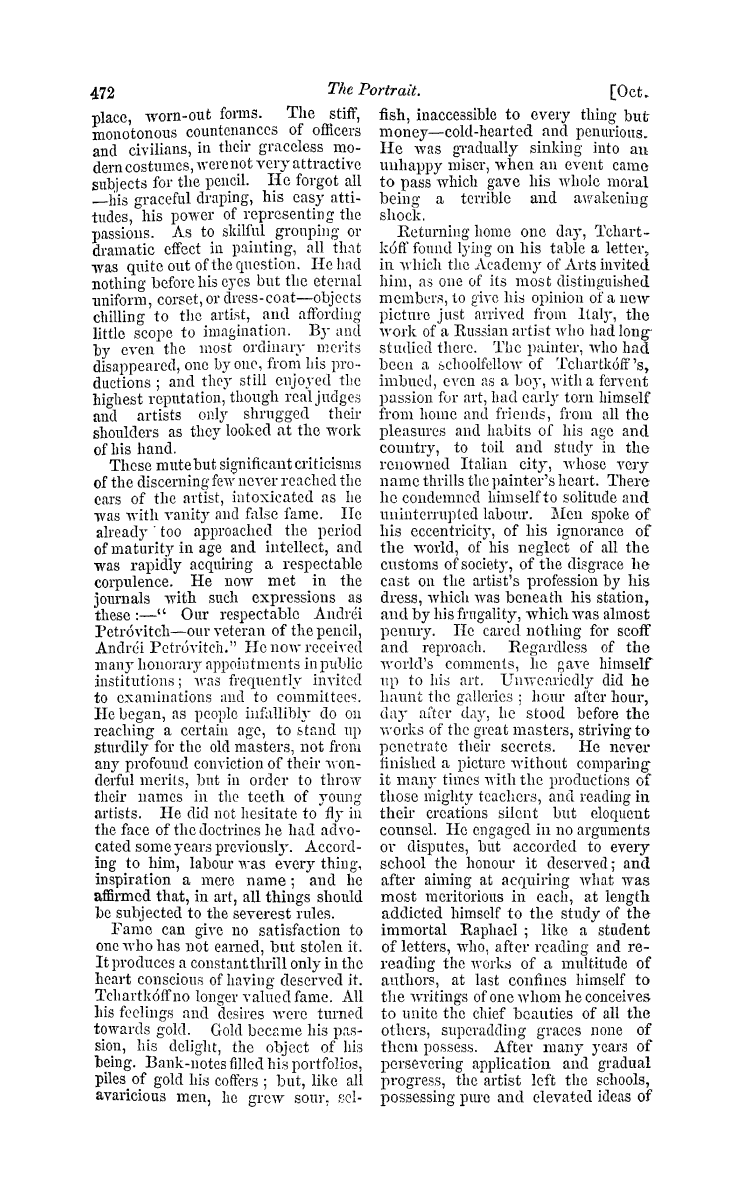 472
The Portrait.
[Oct.
place, worn-out forms. The stiff,
monotonous countenances of officers
and civilians, in their graceless mo-
dern costumes, were not very attractive
subjects for the pencil. He forgot all
—his graceful draping, his easy atti-
tudes, his power of representing the
passions. As to skilful grouping or
dramatic effect in painting, all that
was quite out of the question. He had
nothing before his eyes but the eternal
uniform, corset, or dress-coat—objects
chilling to the artist, and affording
little scope to imagination. By and
by even the most ordinary merits
disappeared, one by one, from his pro-
ductions; and they still enjoyed the
highest reputation, though real judges
and artists only shrugged their
shoulders as they looked at the work
of his hand.
These mute but significant criticisms
of the discerning few never reached the
ears of the artist, intoxicated as he
was with vanity and false fame. He
already too approached the period
of maturity in age and intellect, and
was rapidly acquiring a respectable
corpulence. He now met in the
journals with such expressions as
these:—“ Our respectable Andréi
Petróvitch—our veteran of the pencil,
Andréi Petróvitch.” He now received
many honorary appointments in public
institutions; was frequently invited
to examinations and to committees.
He began, as people infallibly do on
reaching a certain age, to stand up
sturdily for the old masters, not from
any profound conviction of their won-
derful merits, but in order to throw
their names in the teeth of young
artists. He did not hesitate to fly in
the face of the doctrines he had advo-
cated some years previously. Accord-
ing to him, labour was every thing,
inspiration a mere name; and he
affirmed that, in art, all things should
be subjected to the severest rules.
Fame can give no satisfaction to
one who has not earned, but stolen it.
It produces a constant thrill only in the
heart conscious of having deserved it.
Tchartkóff no longer valued fame. All
his feelings and desires were turned
towards gold. Gold became his pas-
sion, his delight, the object of his
being. Bank-notes filled his portfolios,
piles of gold his coffers; but, like all
avaricious men, he grew sour, sel-
fish, inaccessible to every thing but
money—cold-hearted and penurious.
He was gradually sinking into an
unhappy miser, when an event came
to pass which gave his whole moral
being a terrible and awakening
shock.
Returning home one day, Tchart-
kóff found lying on his table a letter,
in which the Academy of Arts invited
him, as one of its most distinguished
members, to give his opinion of a new
picture just arrived from Italy, the
work of a Russian artist who had long
studied there. The painter, who had
been a schoolfellow of Tchartkóff's,
imbued, even as a boy, with a fervent
passion for art, had early torn himself
from home and friends, from all the
pleasures and habits of his age and
country, to toil and study in the
renowned Italian city, whose very
name thrills the painter's heart. There
he condemned himself to solitude and
uninterrupted labour. Men spoke of
his eccentricity, of his ignorance of
the world, of his neglect of all the
customs of society, of the disgrace he
cast on the artist's profession by his
dress, which was beneath his station,
and by his frugality, which was almost
penury. He cared nothing for scoff
and reproach. Regardless of the
world's comments, he gave himself
up to his art. Unweariedly did he
haunt the galleries; hour after hour,
day after day, he stood before the
works of the great masters, striving to
penetrate their secrets. He never
finished a picture without comparing
it many times with the productions of
those mighty teachers, and reading in
their creations silent but eloquent
counsel. He engaged in no arguments
or disputes, but accorded to every
school the honour it deserved; and
after aiming at acquiring what was
most meritorious in each, at length
addicted himself to the study of the
immortal Raphael; like a student
of letters, who, after reading and re-
reading the works of a multitude of
authors, at last confines himself to
the writings of one whom he conceives
to unite the chief beauties of all the
others, superadding graces none of
them possess. After many years of
persevering application and gradual
progress, the artist left the schools,
possessing pure and elevated ideas of